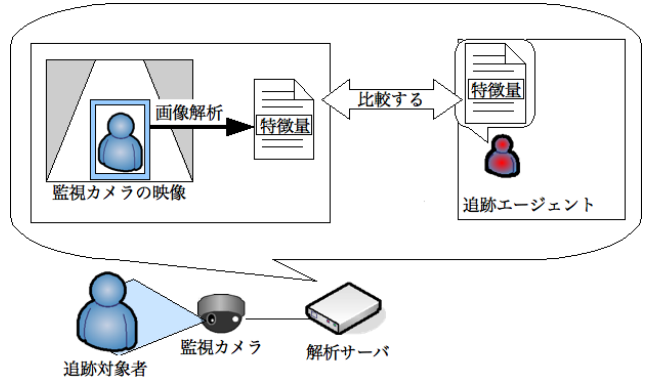 画像解析
特徴量
監視カメラの映像
比較する
特徴量
追跡エージェント
追跡対象者
監視カメラ
解析サーバ